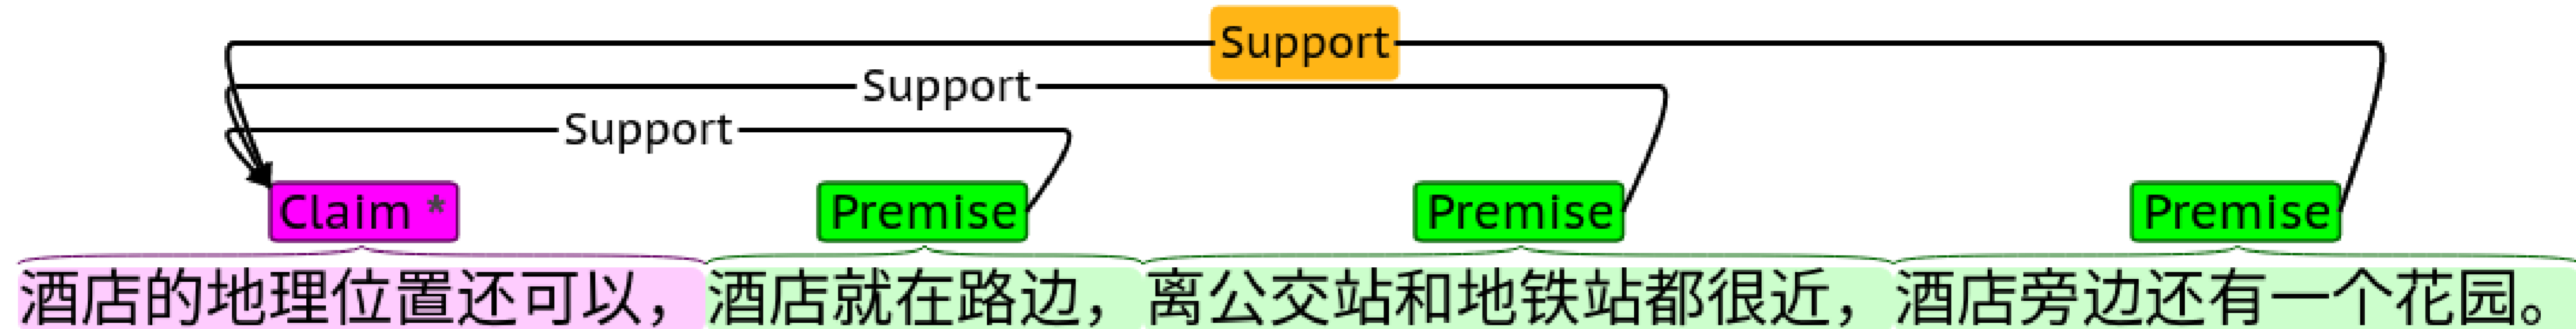 Support
Support
Support
Claim * Premise Premise Premise
酒店的地理位置还可以，酒店就在路边，离公交站和地铁站都很近，酒店旁边还有一个花园。